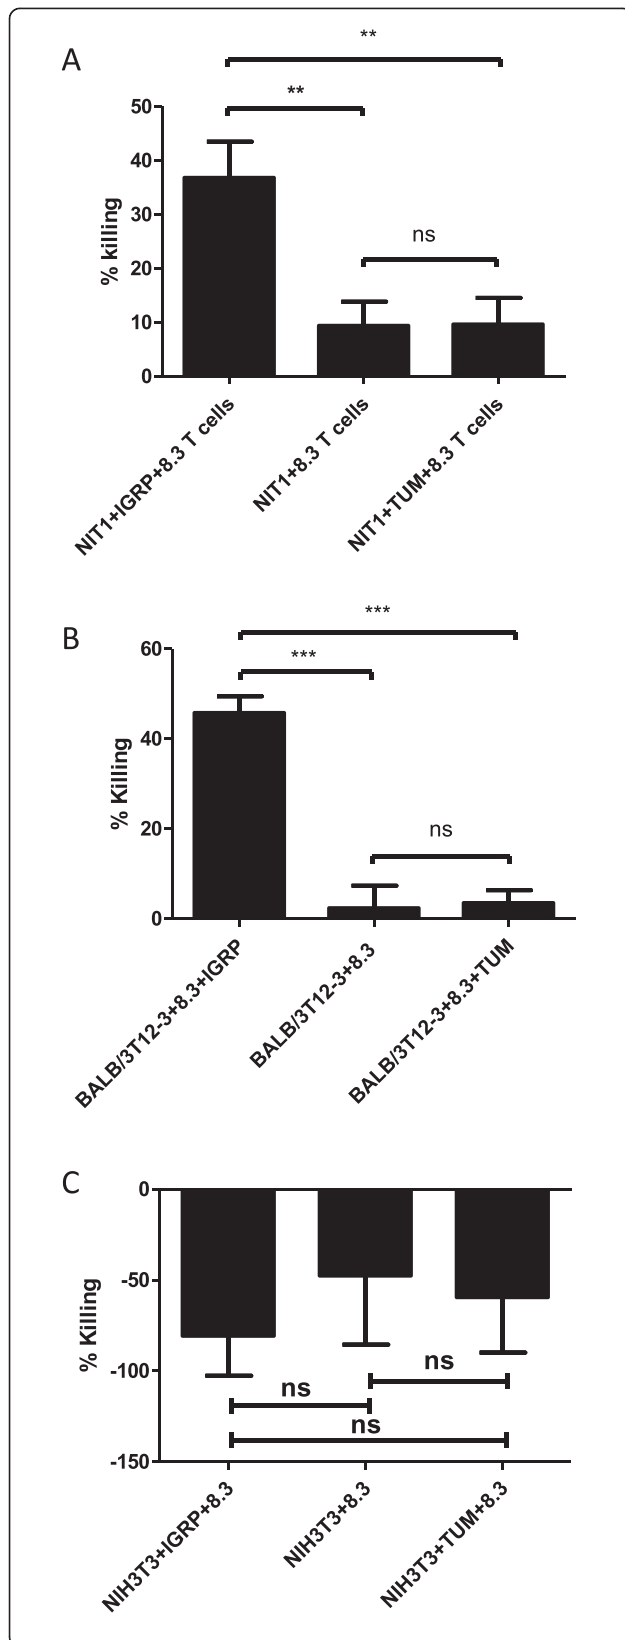 A
**
**
ns
50
40
30
20
10
0
% killing
NIT1+IGRP+8.3 T cells
NIT1+8.3 T cells
NIT1+TUM+8.3 T cells
B
***
***
ns
60
40
20
0
% Killing
BALB/3T12-3+8.3+IGRP
BALB/3T12-3+8.3
BALB/3T12-3+8.3+TUM
C
0
-50
-100
-150
% Killing
ns
ns
ns
NIH3T3+IGRP+8.3
NIH3T3+8.3
NIH3T3+TUM+8.3